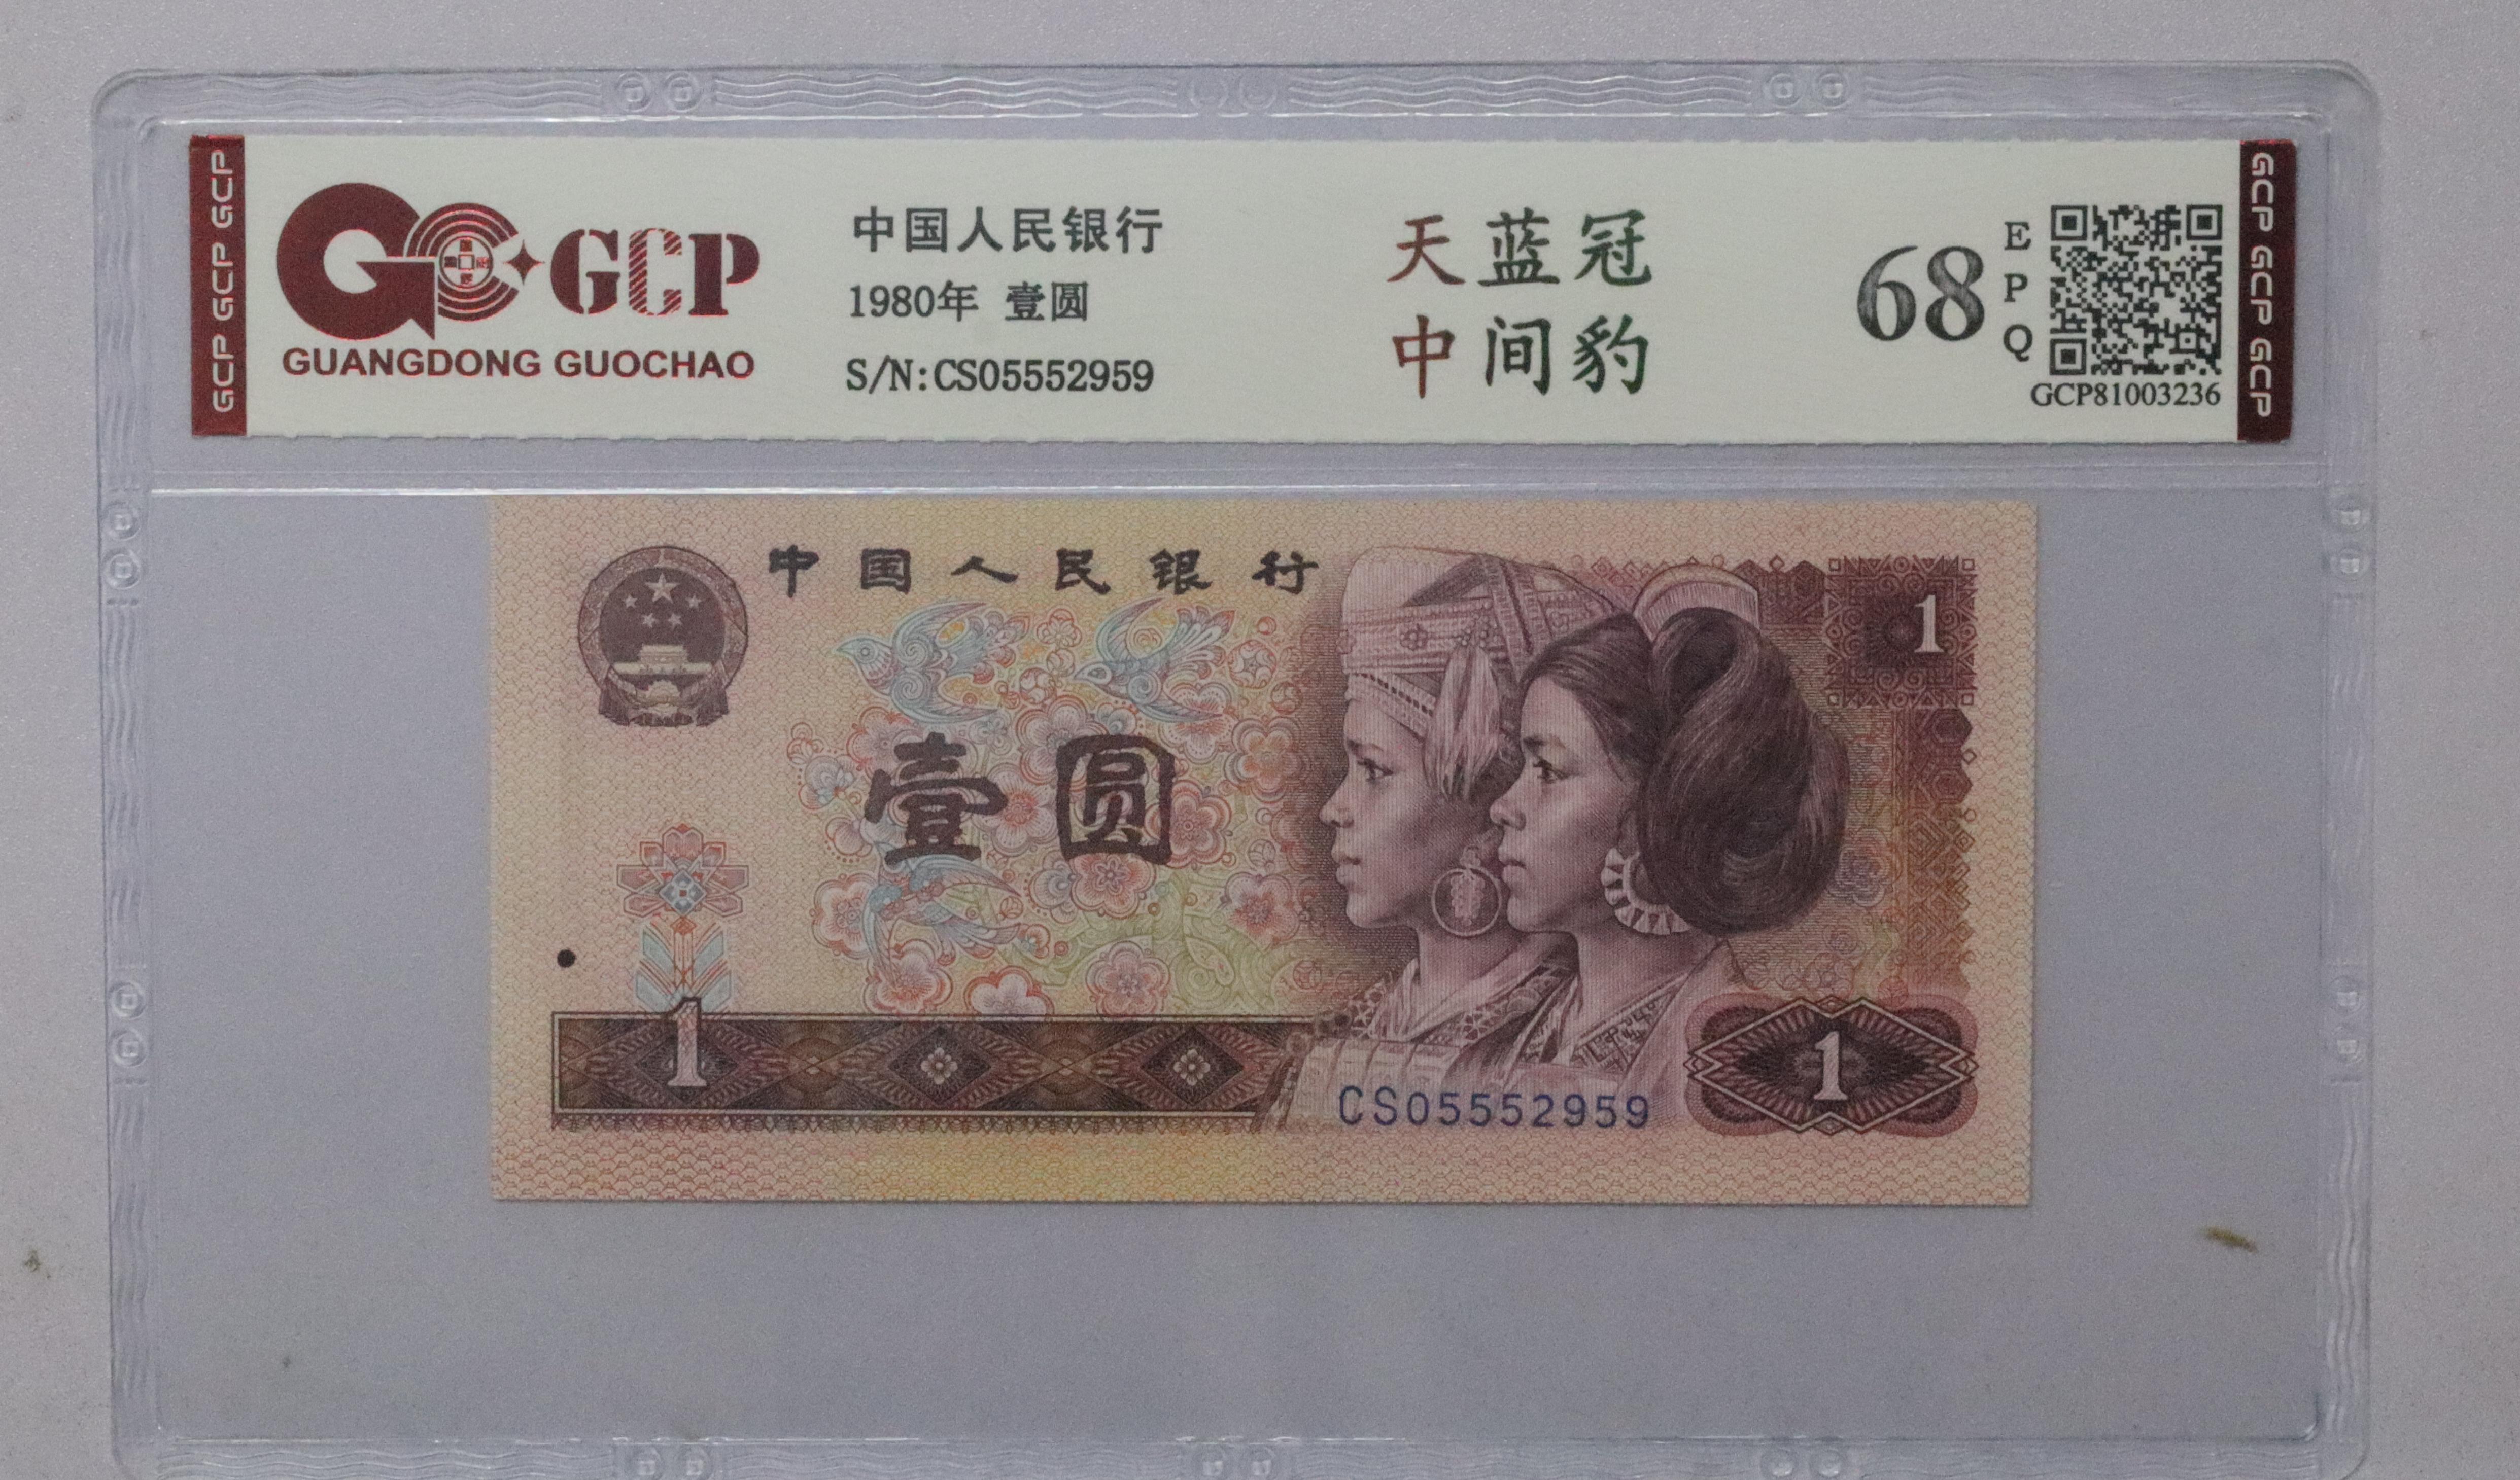 GCP GCP GCP
GCP
GUANGDONG GUOCHAO
中国人民银行
1980年 壹圆
S/N:CS05552959
天蓝冠
中间豹
68
E
P
Q
GCP81003236
GCP GCP GCP
中国人民银行
1
壹圆
1
1
CS05552959